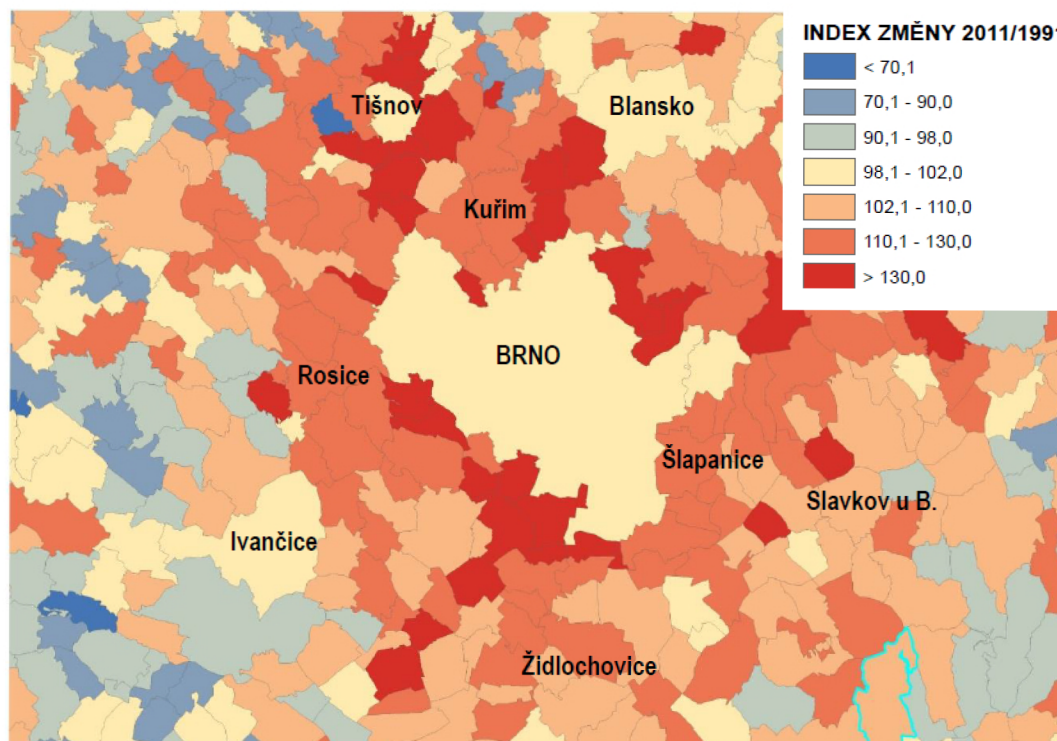 INDEX ZMĚNY 2011/1991
< 70,1
70,1 - 90,0
90,1 - 98,0
98,1 - 102,0
102,1 - 110,0
110,1 - 130,0
> 130,0
Tišnov
Blansko
Kuřim
BRNO
Rosice
Šlapanice
Slavkov u B.
Ivančice
Židlochovice